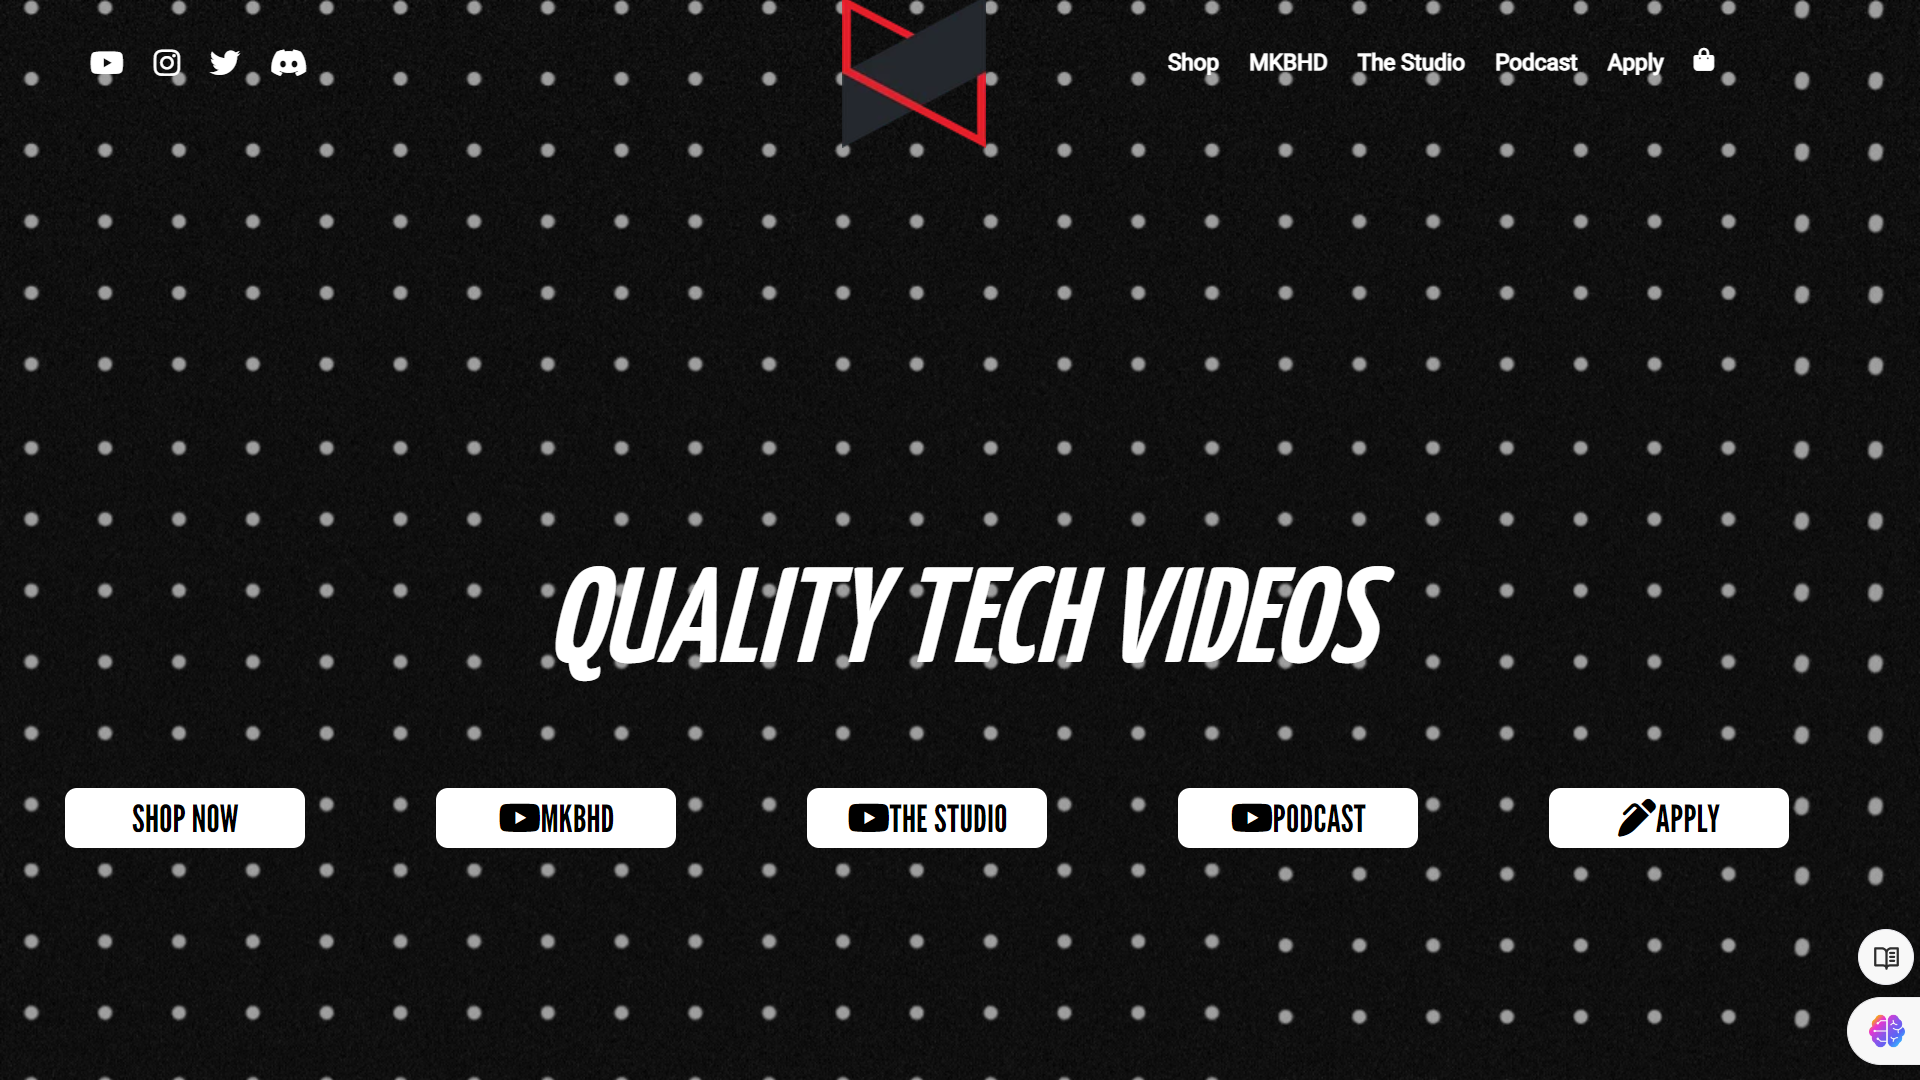 Shop MKBHD The Studio Podcast Apply
QUALITY TECH VIDEOS
SHOP NOW MKBHD THE STUDIO PODCAST APPLY